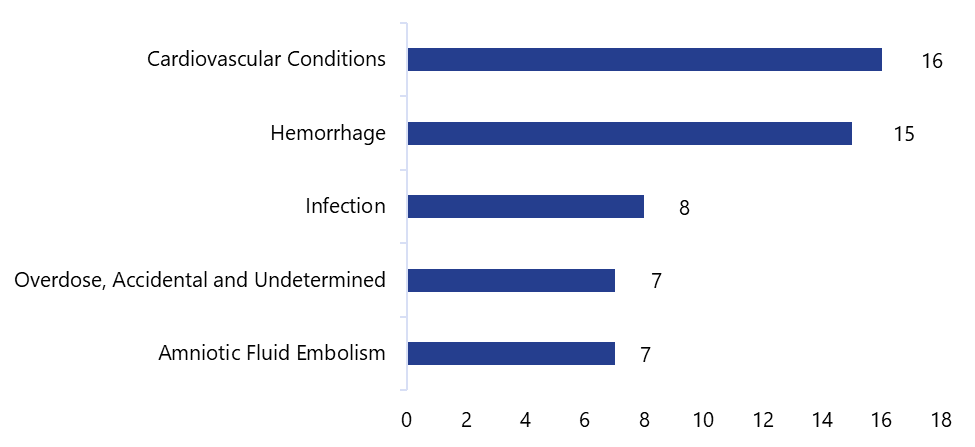 Cardiovascular Conditions 16
Hemorrhage 15
Infection 8
Overdose, Accidental and Undetermined 7
Amniotic Fluid Embolism 7
0 2 4 6 8 10 12 14 16 18